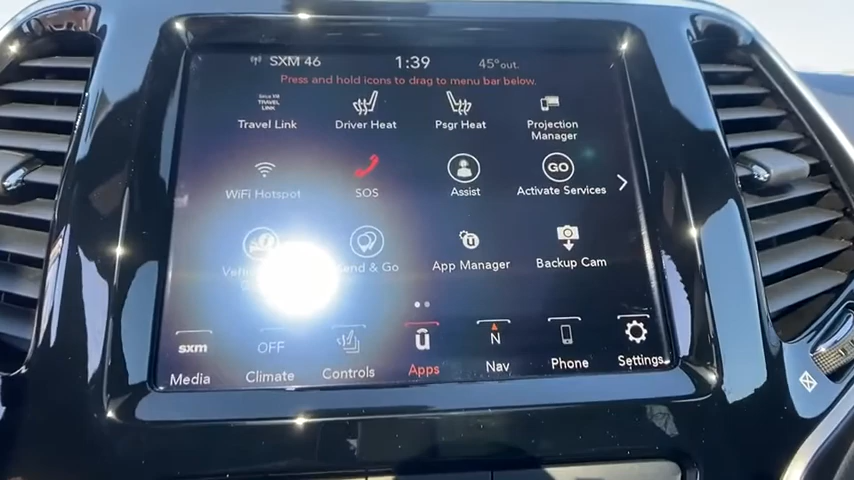 SXM 46
1:39
45°out.
Press and hold icons to drag to menu bar below.
TRAVEL
LINK
Travel Link
Driver Heat
Psgr Heat
Projection
Manager
GO
WiFi Hotspot
SOS
Assist
Activate Services
Send & Go
App Manager
Backup Cam
sxm
OFF
N
Media
Climate
Controls
Apps
Nav
Phone
Settings